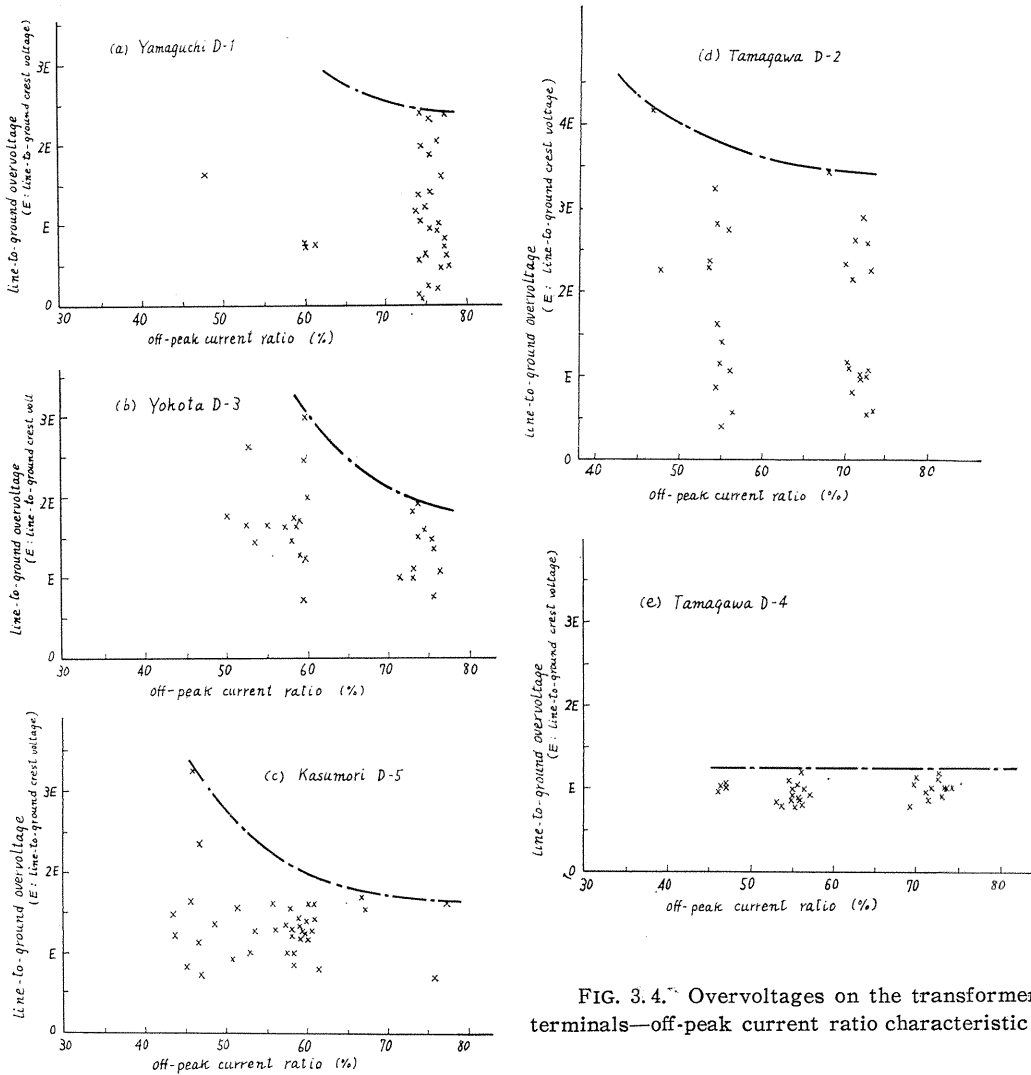 (a) Yamaguchi D-1
3E
2E
E
0
line-to-ground overvoltage
(E: line-to-ground crest voltage)
30 40 50 60 70 80
off-peak current ratio (%)
(b) Yokota D-3
3E
2E
E
0
line-to-ground overvoltage
(E: line-to-ground crest volt
30 40 50 60 70 80
off-peak current ratio (%)
(c) Kasumori D-5
3E
2E
E
0
line-to-ground overvoltage
(E: line-to-ground crest voltage)
30 40 50 60 70 80
off-peak current ratio (%)
(d) Tamagawa D-2
4E
3E
2E
E
0
line-to-ground overvoltage
(E: line-to-ground crest voltage)
40 50 60 70 80
off-peak current ratio (%)
(e) Tamagawa D-4
3E
2E
E
0
line-to-ground overvoltage
(E: line-to-ground crest voltage)
30 40 50 60 70 80
off-peak current ratio (%)
FIG. 3.4. Overvoltages on the transformer
terminals—off-peak current ratio characteristic